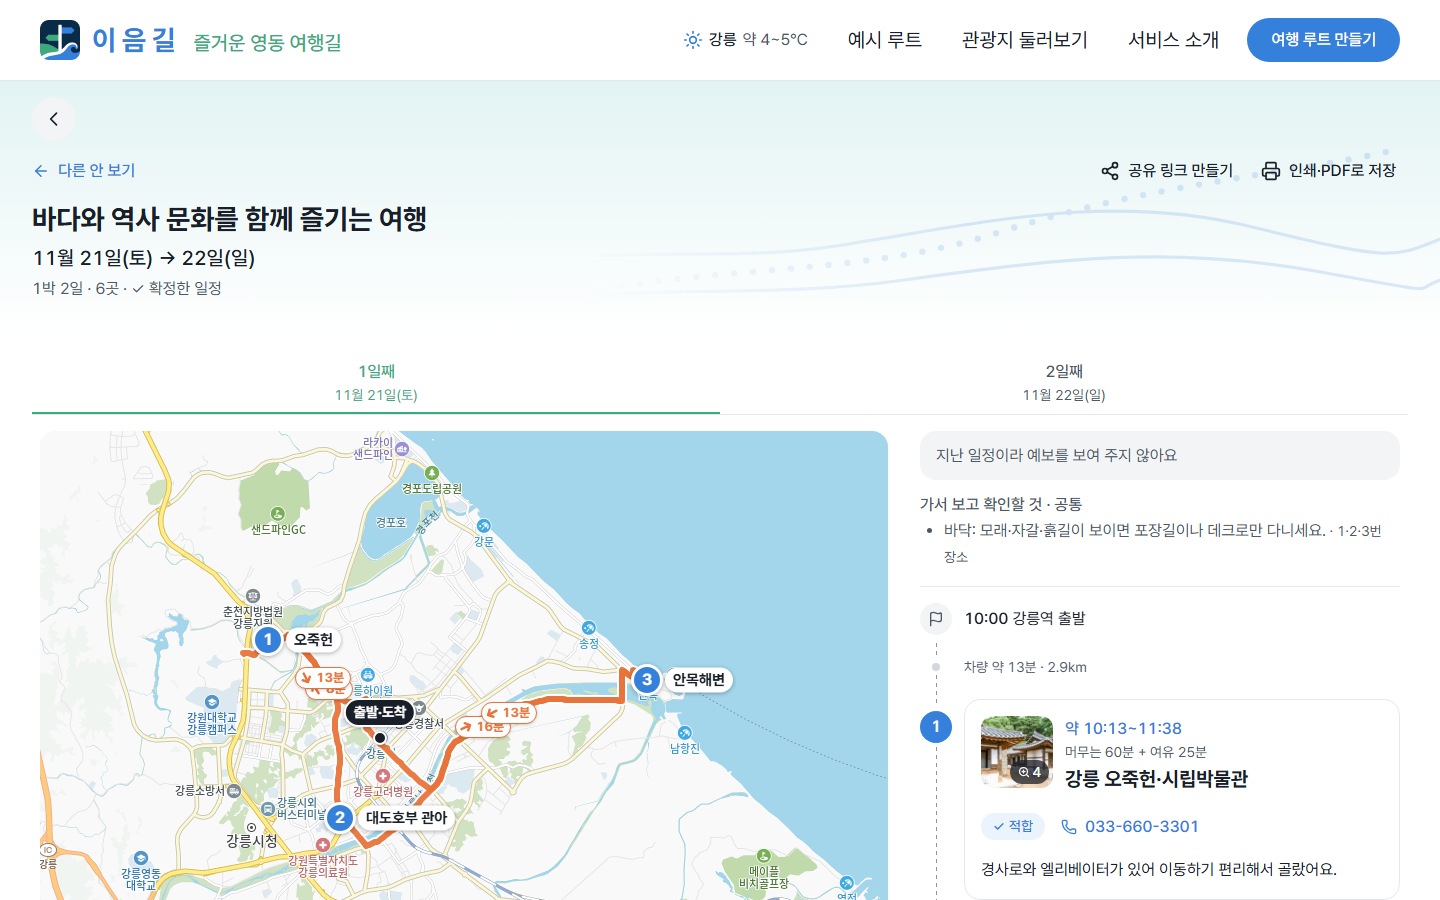 이음길 즐거운 영동 여행길
강릉 약 4~5°C
예시 루트
관광지 둘러보기
서비스 소개
여행 루트 만들기
다른 안 보기
공유 링크 만들기
인쇄·PDF로 저장
바다와 역사 문화를 함께 즐기는 여행
11월 21일(토) → 22일(일)
1박 2일 · 6곳 · ✓ 확정한 일정
1일째
11월 21일(토)
2일째
11월 22일(일)
라카이
샌드파인
경포도립공원
경포호
경포천
강문
샌드파인GC
춘천지방법원
강릉지원
1 오죽헌
송정
13분
8분
릉하이원
3 안목해변
출발·도착
경찰서
13분
16분
강원대학교
강릉캠퍼스
남항진
강릉소방서
강릉고려병원
강릉시외
버스터미널
2 대도호부 관아
강릉시청
강원특별자치도
강릉의료원
IC
강릉
강릉영동
대학교
메이플
비치골프장
지난 일정이라 예보를 보여 주지 않아요
가서 보고 확인할 것 · 공통
• 바닥: 모래·자갈·흙길이 보이면 포장길이나 데크로만 다니세요. · 1·2·3번
장소
10:00 강릉역 출발
차량 약 13분 · 2.9km
1
약 10:13~11:38
머무는 60분 + 여유 25분
강릉 오죽헌·시립박물관
4
✓ 적합
033-660-3301
경사로와 엘리베이터가 있어 이동하기 편리해서 골랐어요.